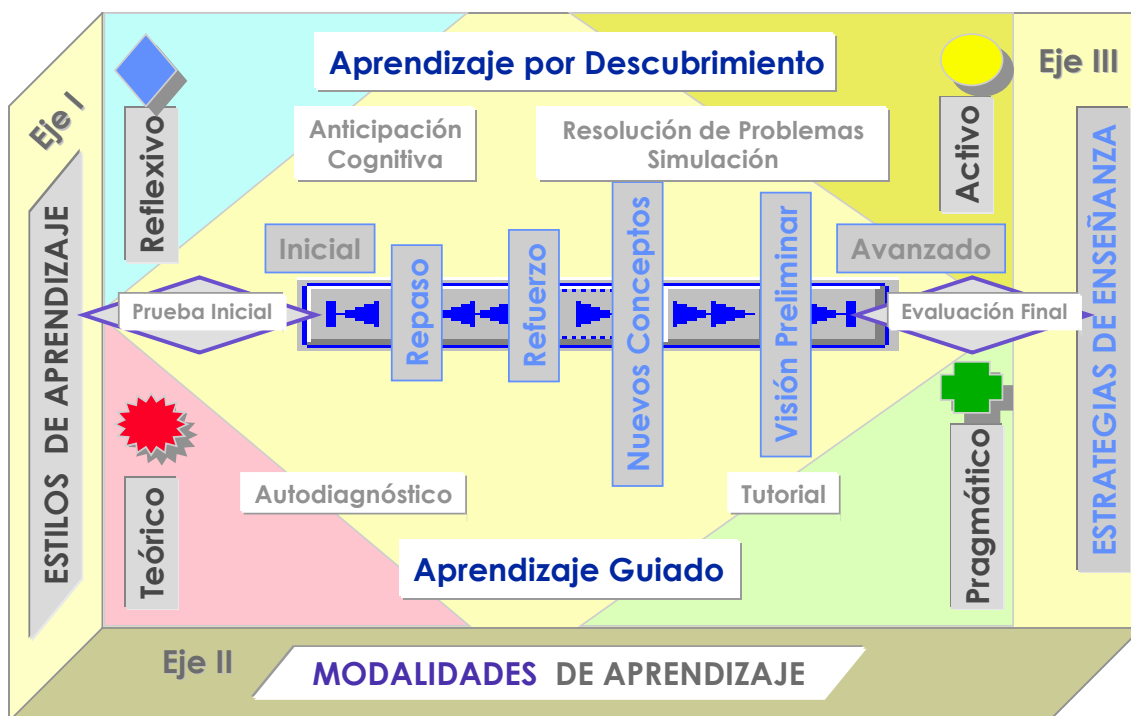 Aprendizaje por Descubrimiento
Eje I
Eje III
Reflexivo
Anticipación
Cognitiva
Resolución de Problemas
Simulación
Activo
ESTILOS DE APRENDIZAJE
ESTRATEGIAS DE ENSEÑANZA
Inicial
Repaso
Refuerzo
Nuevos Conceptos
Visión Preliminar
Avanzado
Prueba Inicial
Evaluación Final
Teórico
Autodiagnóstico
Tutorial
Pragmático
Aprendizaje Guiado
Eje II
MODALIDADES DE APRENDIZAJE